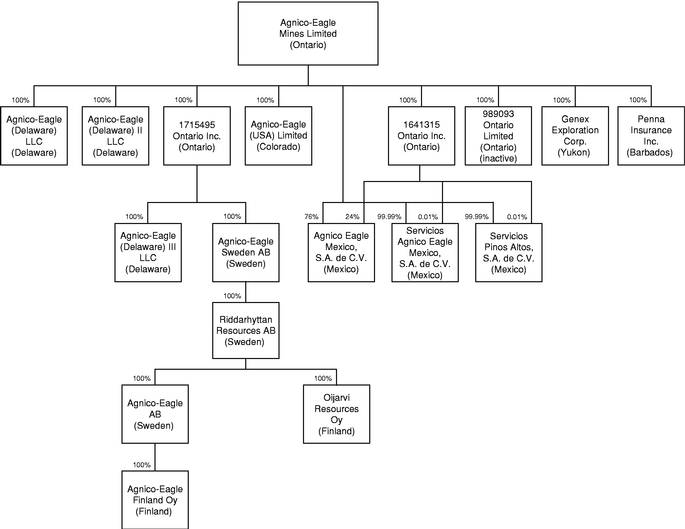 Agnico-Eagle
Mines Limited
(Ontario)
100%
100%
100%
100%
100%
100%
100%
100%
Agnico-Eagle
(Delaware)
LLC
(Delaware)
Agnico-Eagle
(Delaware) II
LLC
(Delaware)
1715495
Ontario Inc.
(Ontario)
Agnico-Eagle
(USA) Limited
(Colorado)
1641315
Ontario Inc.
(Ontario)
989093
Ontario
Limited
(Ontario)
(inactive)
Genex
Exploration
Corp.
(Yukon)
Penna
Insurance
Inc.
(Barbados)
100%
100%
76%
24%
99.99%
0.01%
99.99%
0.01%
Agnico-Eagle
(Delaware) III
LLC
(Delaware)
Agnico-Eagle
Sweden AB
(Sweden)
Agnico Eagle
Mexico,
S.A. de C.V.
(Mexico)
Servicios
Agnico Eagle
Mexico,
S.A. de C.V.
(Mexico)
Servicios
Pinos Altos,
S.A. de C.V.
(Mexico)
100%
Riddarhyttan
Resources AB
(Sweden)
100%
100%
Agnico-Eagle
AB
(Sweden)
Oijarvi
Resources
Oy
(Finland)
100%
Agnico-Eagle
Finland Oy
(Finland)